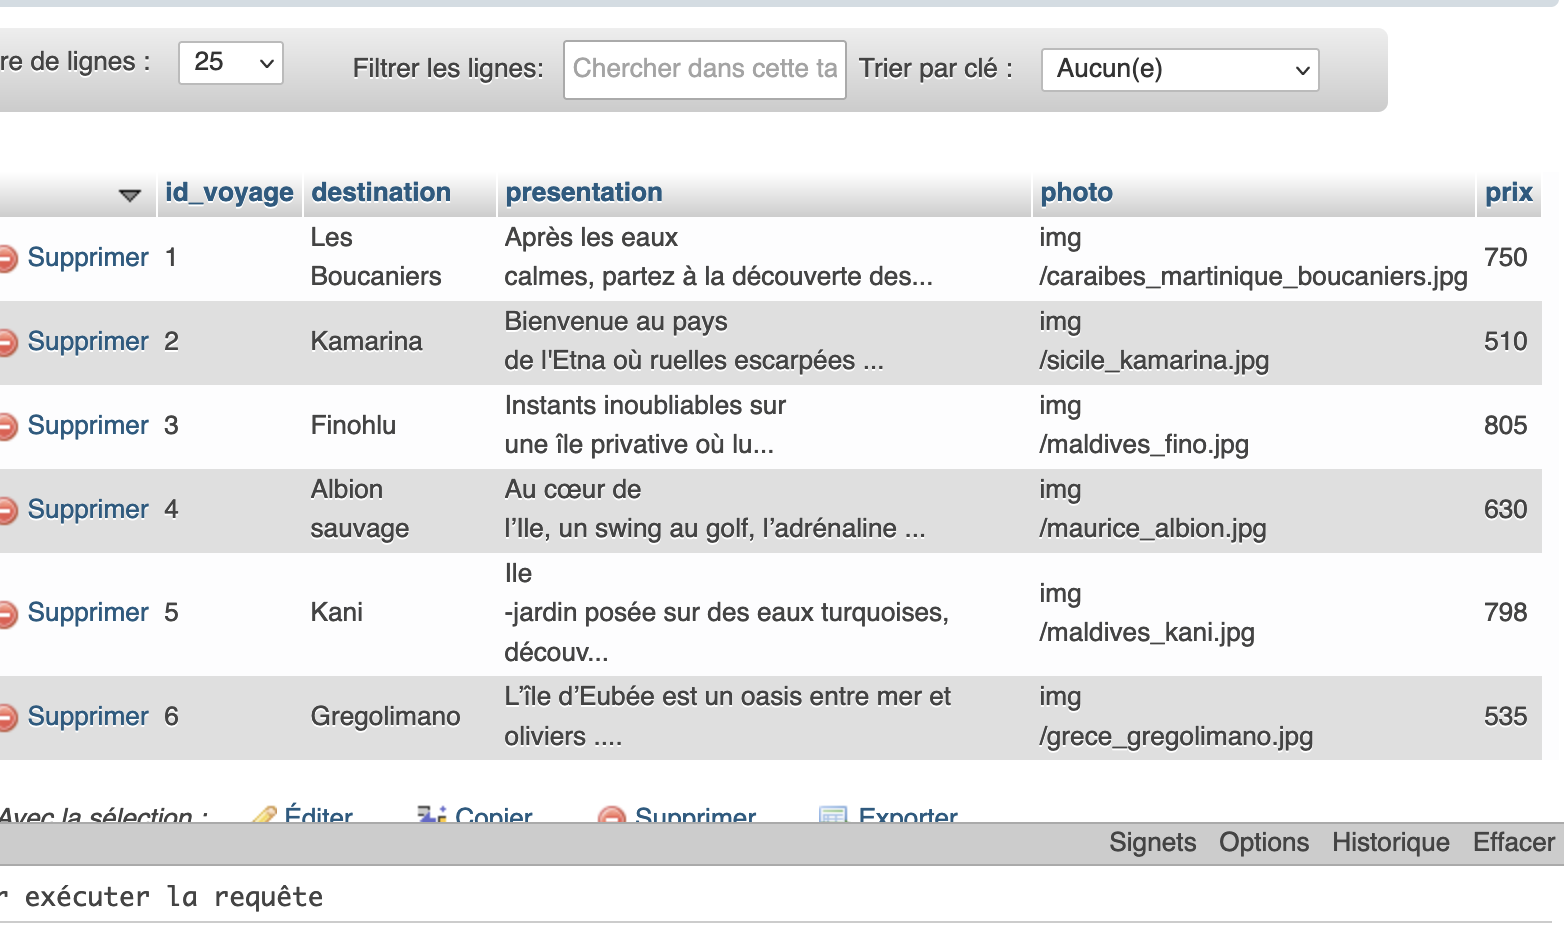 re de lignes : 25 Filtrer les lignes: Chercher dans cette ta Trier par clé : Aucun(e)
id_voyage destination presentation photo prix
Supprimer 1 Les Boucaniers Après les eaux calmes, partez à la découverte des... img /caraibes_martinique_boucaniers.jpg 750
Supprimer 2 Kamarina Bienvenue au pays de l'Etna où ruelles escarpées ... img /sicile_kamarina.jpg 510
Supprimer 3 Finohlu Instants inoubliables sur une île privative où lu... img /maldives_fino.jpg 805
Supprimer 4 Albion sauvage Au cœur de l’Ile, un swing au golf, l’adrénaline ... img /maurice_albion.jpg 630
Supprimer 5 Kani Ile -jardin posée sur des eaux turquoises, découv... img /maldives_kani.jpg 798
Supprimer 6 Gregolimano L’île d’Eubée est un oasis entre mer et oliviers .... img /grece_gregolimano.jpg 535
Avec la sélection : Éditer Copier Supprimer Exporter
Signets Options Historique Effacer
r exécuter la requête